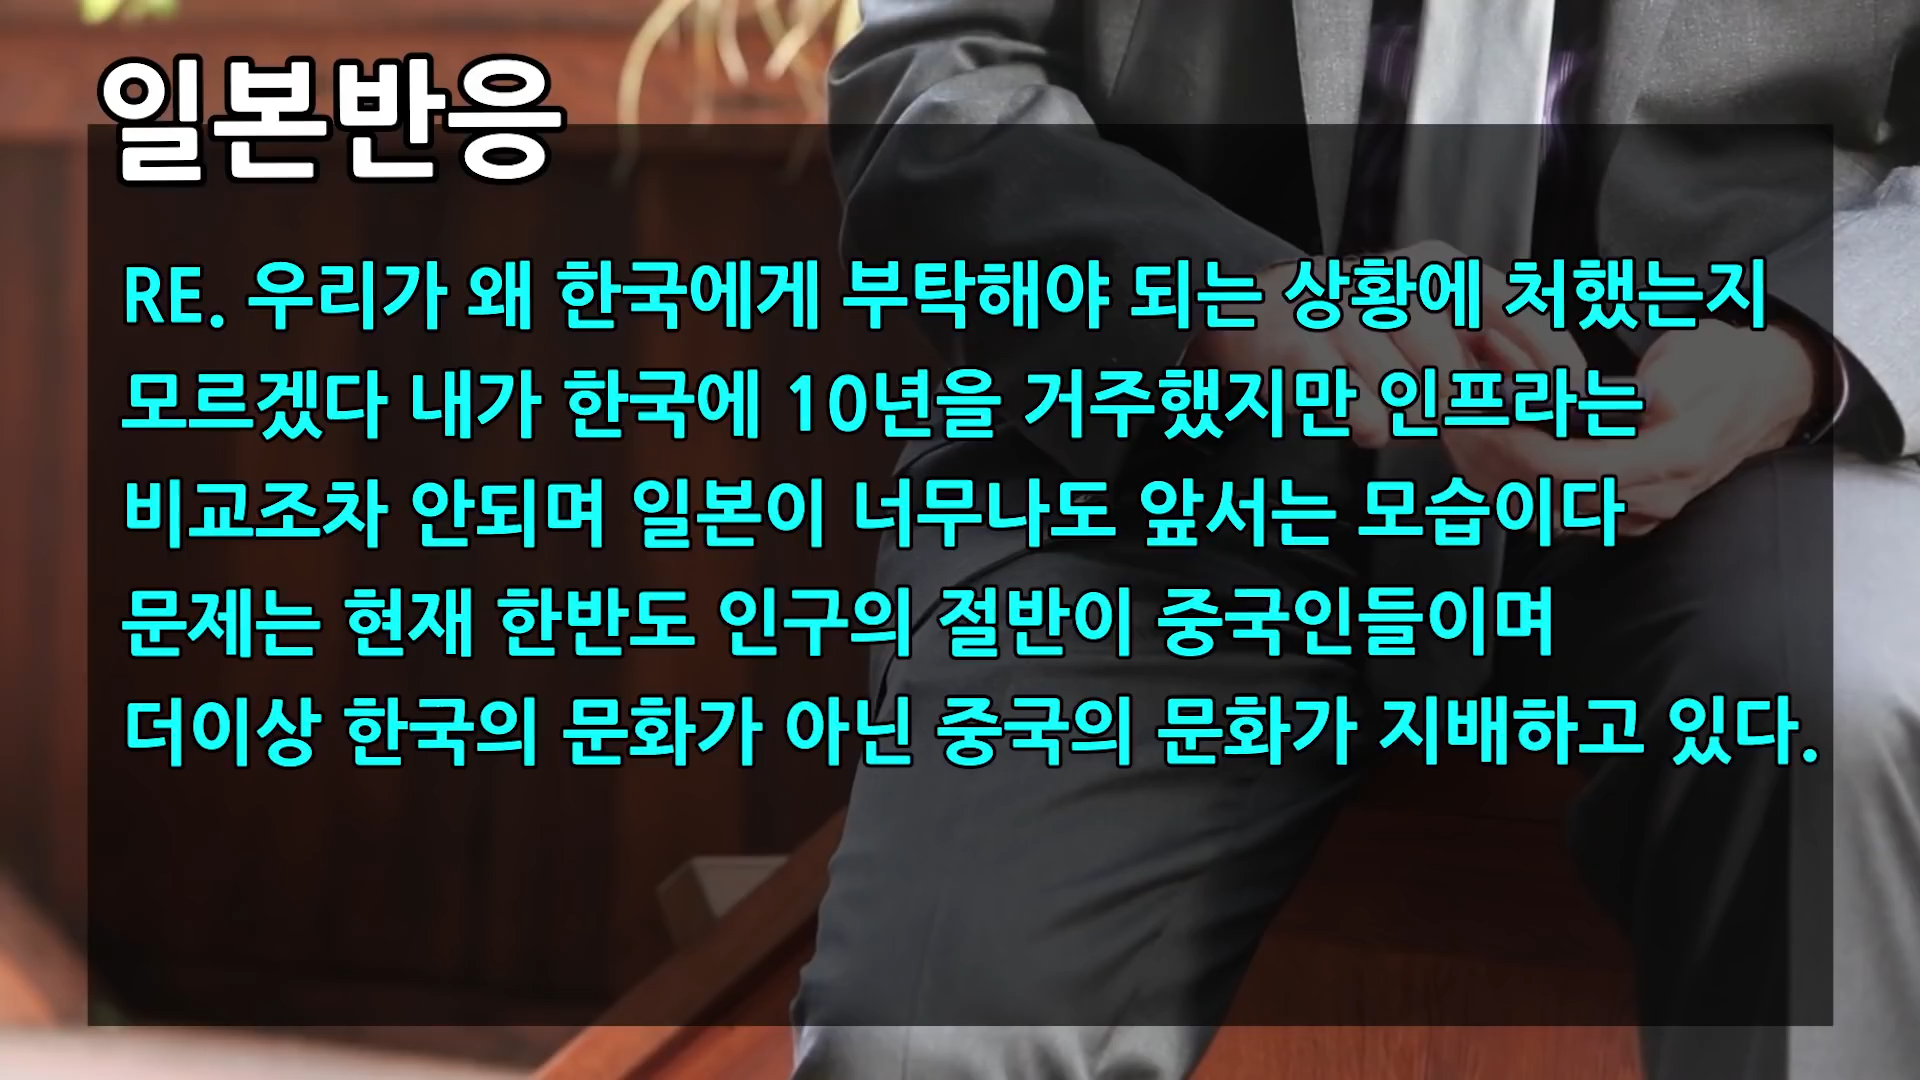 일본반응
RE. 우리가 왜 한국에게 부탁해야 되는 상황에 처했는지
모르겠다 내가 한국에 10년을 거주했지만 인프라는
비교조차 안되며 일본이 너무나도 앞서는 모습이다
문제는 현재 한반도 인구의 절반이 중국인들이며
더이상 한국의 문화가 아닌 중국의 문화가 지배하고 있다.